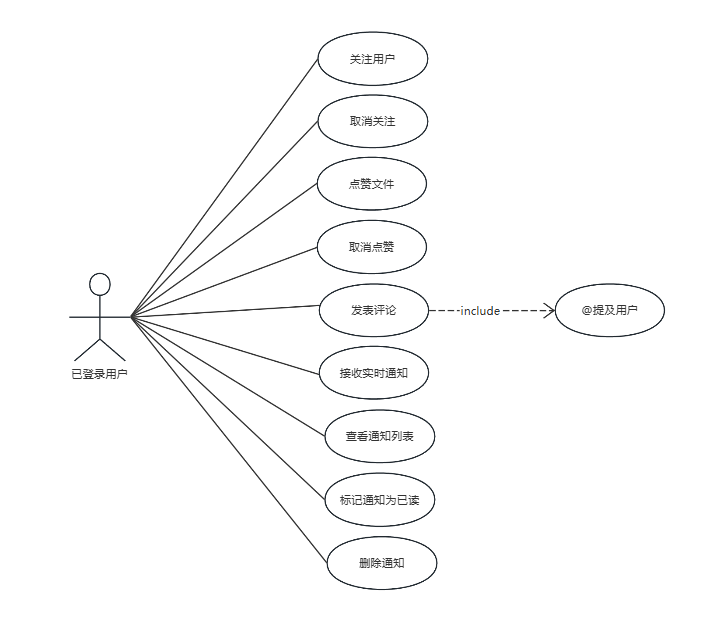 关注用户
取消关注
点赞文件
取消点赞
发表评论
include
@提及用户
接收实时通知
已登录用户
查看通知列表
标记通知为已读
删除通知